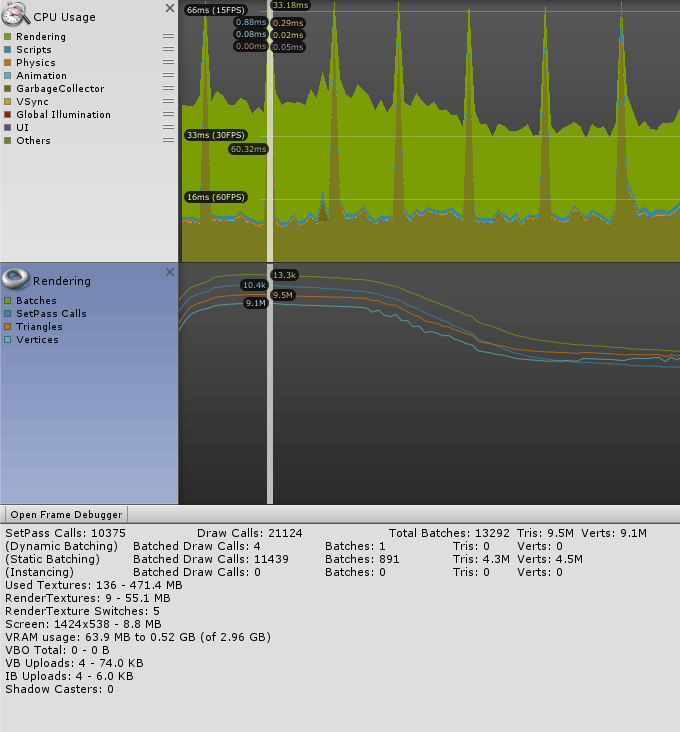 CPU Usage
Rendering
Scripts
Physics
Animation
GarbageCollector
VSync
Global Illumination
UI
Others
66ms (15FPS)
33.18ms
0.88ms
0.29ms
0.08ms
0.02ms
0.00ms
0.05ms
33ms (30FPS)
60.32ms
16ms (60FPS)
Rendering
Batches
SetPass Calls
Triangles
Vertices
13.3k
10.4k
9.5M
9.1M
Open Frame Debugger
SetPass Calls: 10375 Draw Calls: 21124 Total Batches: 13292 Tris: 9.5M Verts: 9.1M
(Dynamic Batching) Batched Draw Calls: 4 Batches: 1 Tris: 0 Verts: 0
(Static Batching) Batched Draw Calls: 11439 Batches: 891 Tris: 4.3M Verts: 4.5M
(Instancing) Batched Draw Calls: 0 Batches: 0 Tris: 0 Verts: 0
Used Textures: 136 - 471.4 MB
RenderTextures: 9 - 55.1 MB
RenderTexture Switches: 5
Screen: 1424x538 - 8.8 MB
VRAM usage: 63.9 MB to 0.52 GB (of 2.96 GB)
VBO Total: 0 - 0 B
VB Uploads: 4 - 74.0 KB
IB Uploads: 4 - 6.0 KB
Shadow Casters: 0